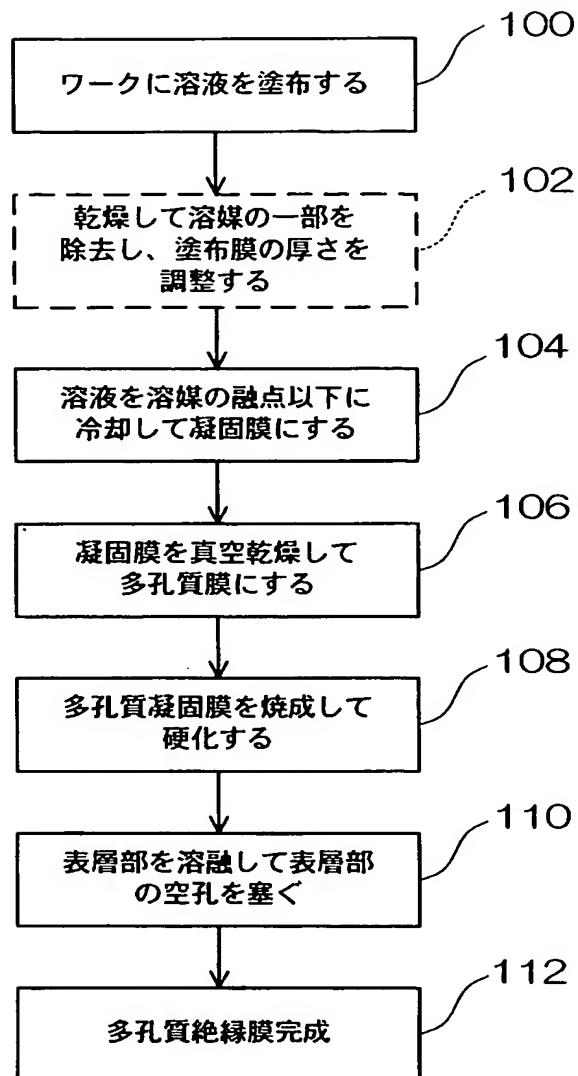 100
ワークに溶液を塗布する
102
乾燥して溶媒の一部を
除去し、塗布膜の厚さを
調整する
104
溶液を溶媒の融点以下に
冷却して凝固膜にする
106
凝固膜を真空乾燥して
多孔質膜にする
108
多孔質凝固膜を焼成して
硬化する
110
表層部を溶融して表層部
の空孔を塞ぐ
112
多孔質絶縁膜完成